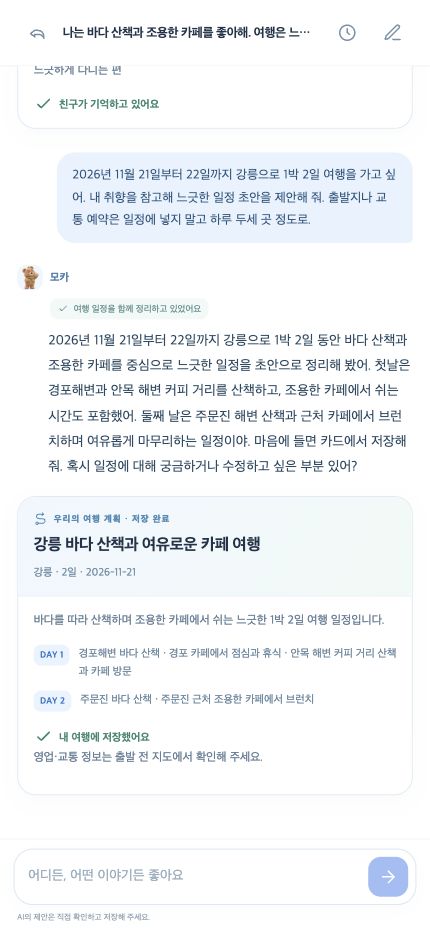 나는 바다 산책과 조용한 카페를 좋아해. 여행은 느…
느긋하게 다니는 편
친구가 기억하고 있어요
2026년 11월 21일부터 22일까지 강릉으로 1박 2일 여행을 가고 싶
어. 내 취향을 참고해 느긋한 일정 초안을 제안해 줘. 출발지나 교
통 예약은 일정에 넣지 말고 하루 두세 곳 정도로.
모카
여행 일정을 함께 정리하고 있었어요
2026년 11월 21일부터 22일까지 강릉으로 1박 2일 동안 바다 산책과
조용한 카페를 중심으로 느긋한 일정을 초안으로 정리해 봤어. 첫날은
경포해변과 안목 해변 커피 거리를 산책하고, 조용한 카페에서 쉬는
시간도 포함했어. 둘째 날은 주문진 해변 산책과 근처 카페에서 브런
치하며 여유롭게 마무리하는 일정이야. 마음에 들면 카드에서 저장해
줘. 혹시 일정에 대해 궁금하거나 수정하고 싶은 부분 있어?
우리의 여행 계획 · 저장 완료
강릉 바다 산책과 여유로운 카페 여행
강릉 · 2일 · 2026-11-21
바다를 따라 산책하며 조용한 카페에서 쉬는 느긋한 1박 2일 여행 일정입니다.
DAY 1 경포해변 바다 산책 · 경포 카페에서 점심과 휴식 · 안목 해변 커피 거리 산책
과 카페 방문
DAY 2 주문진 바다 산책 · 주문진 근처 조용한 카페에서 브런치
내 여행에 저장했어요
영업·교통 정보는 출발 전 지도에서 확인해 주세요.
어디든, 어떤 이야기든 좋아요
AI의 제안은 직접 확인하고 저장해 주세요.